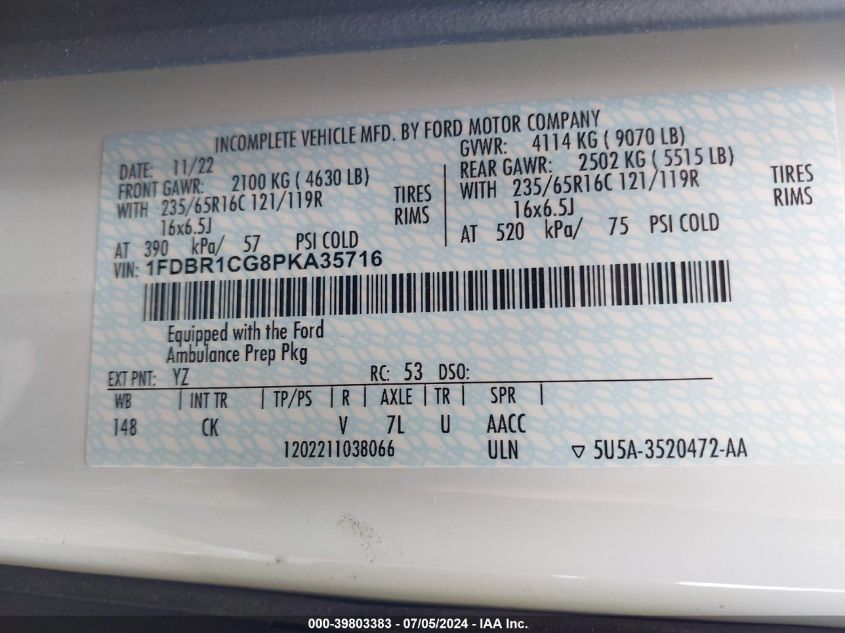 INCOMPLETE VEHICLE MFD. BY FORD MOTOR COMPANY
DATE: 11/22
GVWR: 4114 KG ( 9070 LB)
FRONT GAWR: 2100 KG ( 4630 LB)
REAR GAWR: 2502 KG ( 5515 LB)
WITH 235/65R16C 121/119R TIRES
WITH 235/65R16C 121/119R TIRES
16x6.5J RIMS
16x6.5J RIMS
AT 390 kPa/ 57 PSI COLD
AT 520 kPa/ 75 PSI COLD
VIN: 1FDBR1CG8PKA35716
Equipped with the Ford
Ambulance Prep Pkg
EXT PNT: YZ RC: 53 DSO:
WB | INT TR | TP/PS | R | AXLE | TR | SPR |
148 CK V 7L U AACC
1202211038066 ULN ▽ 5U5A-3520472-AA
000-39803383 / 07/05/2024 - IAA Inc.